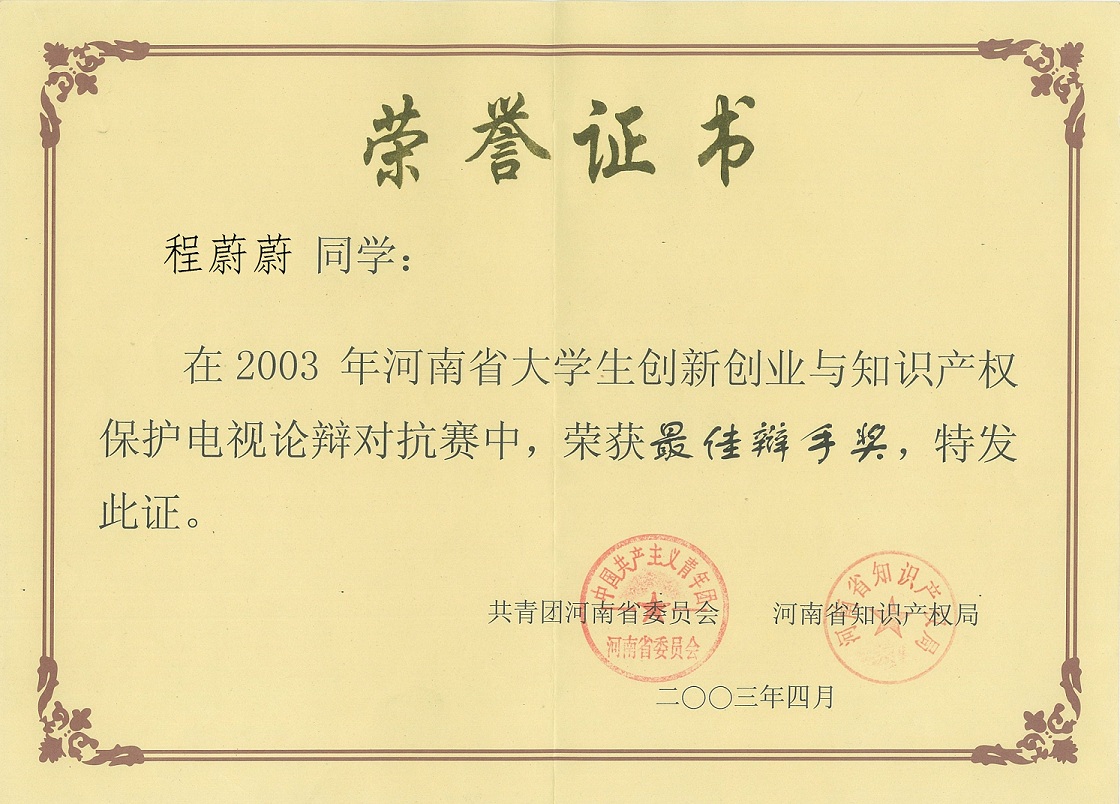 荣誉证书
程蔚蔚 同学：
在2003 年河南省大学生创新创业与知识产权
保护电视论辩对抗赛中，荣获最佳辩手奖，特发
此证。
中国共产主义青年团
河南省委员会
河南省知识产权局
共青团河南省委员会 河南省知识产权局
二〇〇三年四月